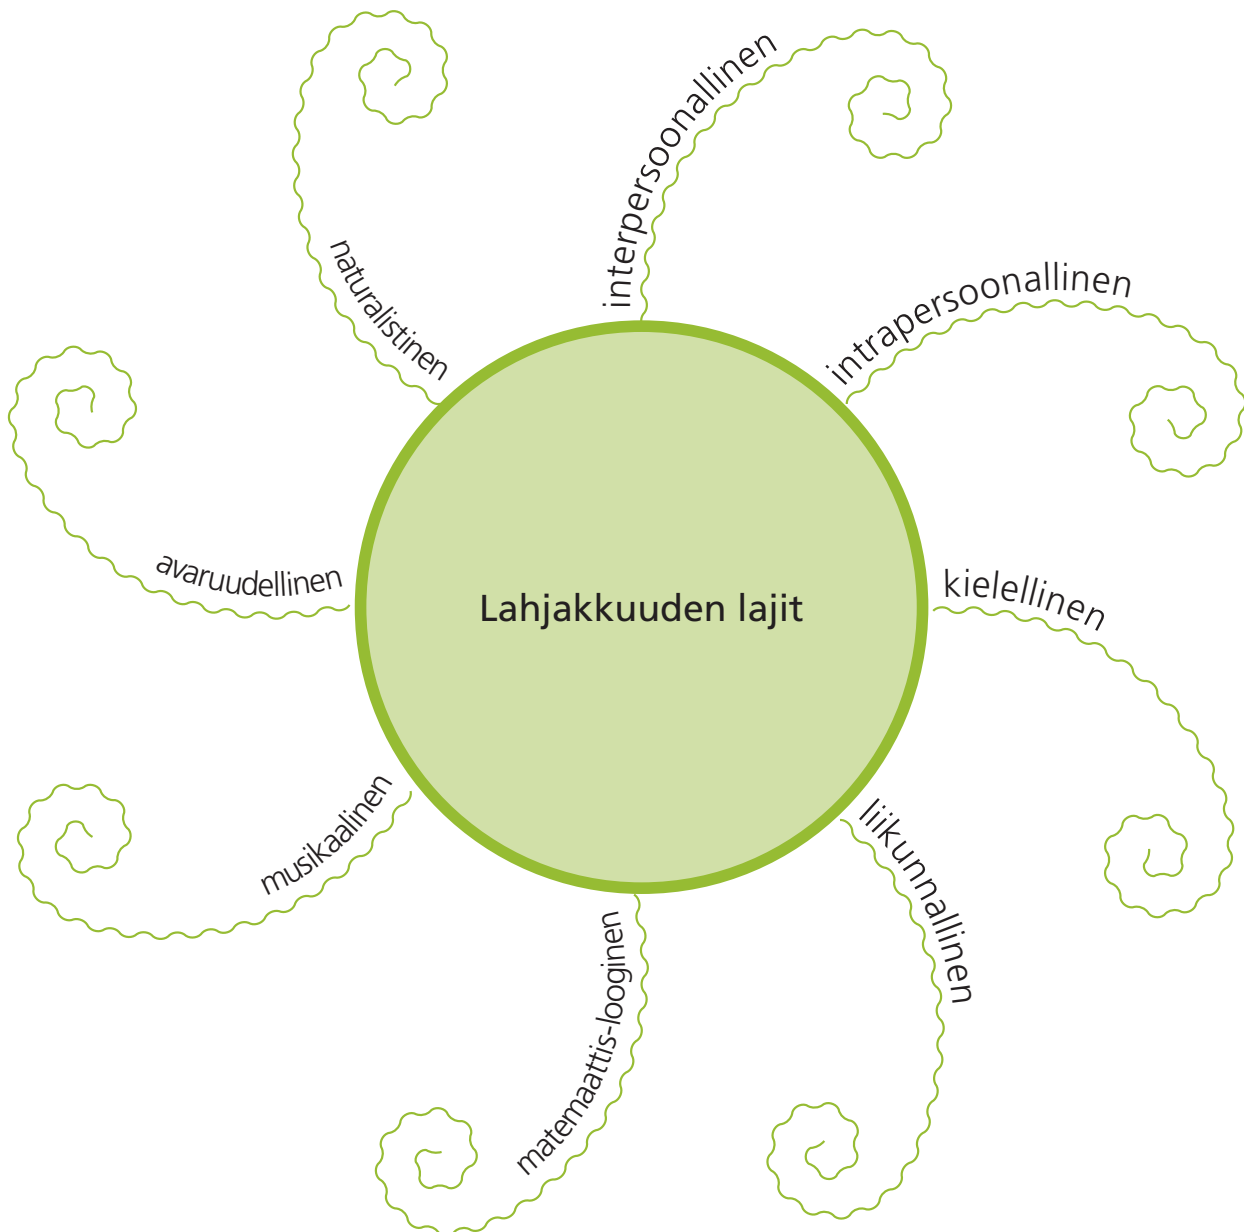 Lahjakkuuden lajit
interpersoonallinen
intrapersoonallinen
kielellinen
liikunnallinen
matemaattis-looginen
musikaalinen
avaruudellinen
naturalistinen